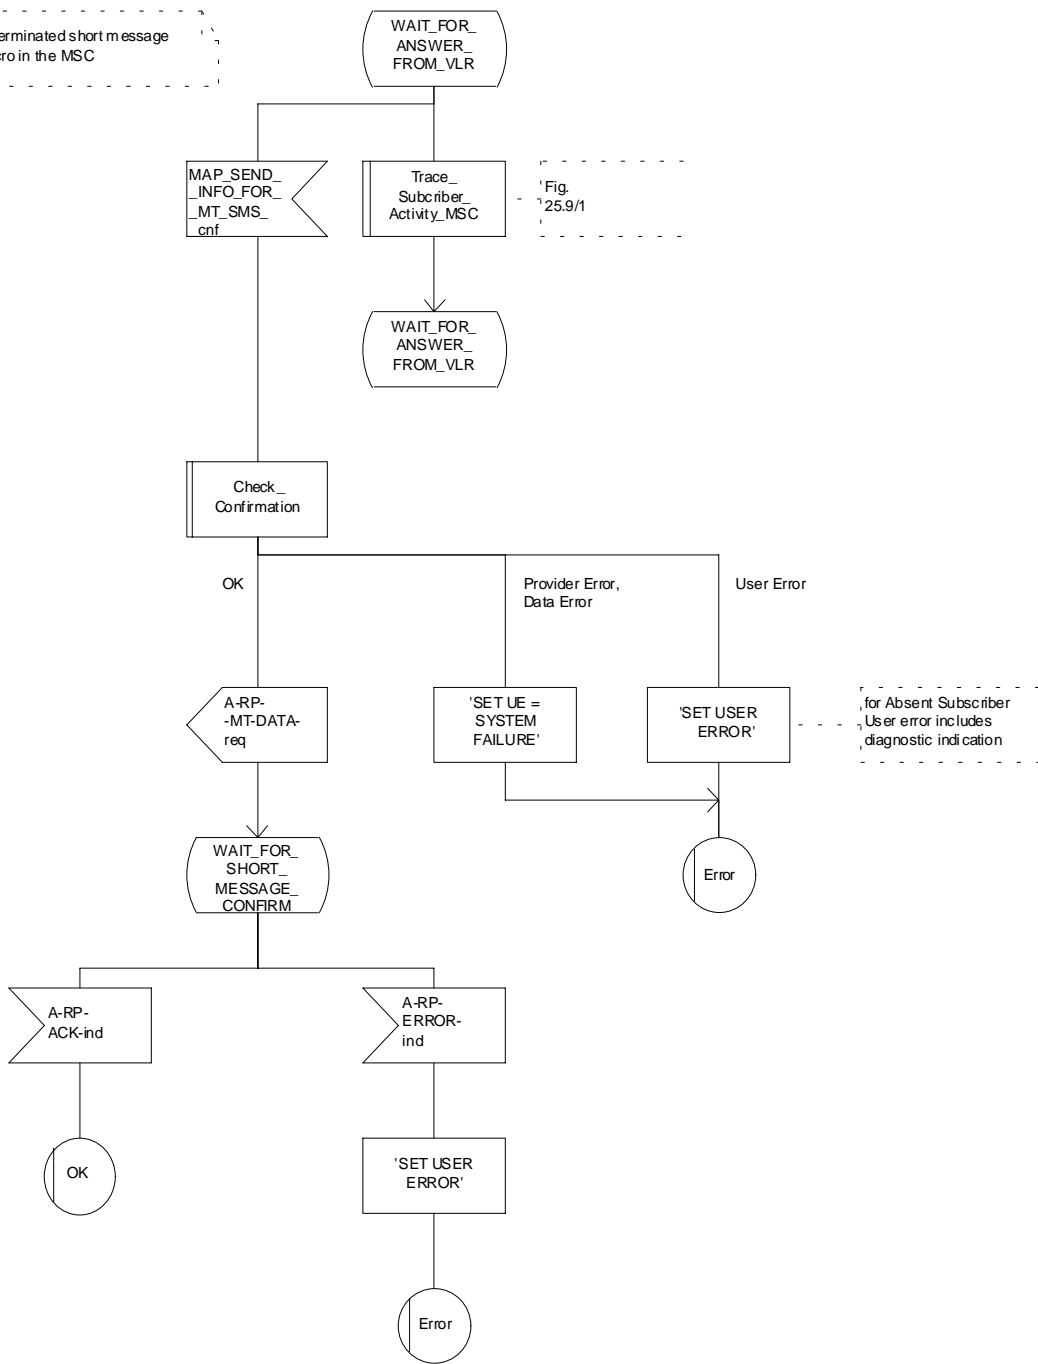 erminated short message
cro in the MSC
WAIT_FOR_
ANSWER_
FROM_VLR
MAP_SEND_
_INFO_FOR_
_MT_SMS_
cnf
Trace_
Subcriber_
Activity_MSC
Fig.
25.9/1
WAIT_FOR_
ANSWER_
FROM_VLR
Check_
Confirmation
OK
Provider Error,
Data Error
User Error
A-RP-
-MT-DATA-
req
'SET UE =
SYSTEM
FAILURE'
'SET USER
ERROR'
for Absent Subscriber
User error includes
diagnostic indication
WAIT_FOR_
SHORT_
MESSAGE_
CONFIRM
Error
A-RP-
ACK-ind
A-RP-
ERROR-
ind
OK
'SET USER
ERROR'
Error